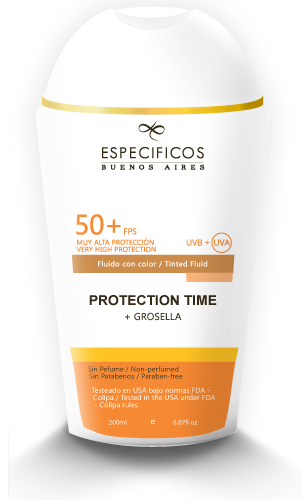 ESPECIFICOS
BUENOS AIRES
50+ FPS
MUY ALTA PROTECCIÓN
VERY HIGH PROTECTION
UVB + UVA
Fluido con color / Tinted Fluid
PROTECTION TIME
+ GROSELLA
Sin Pefume / Non-perfumed
Sin Parabenos / Paraben-free
Testeado en USA bajo normas FDA -
Colipa / Tested in the USA under FDA
- Colipa rules
200ml e 6.67fl oz